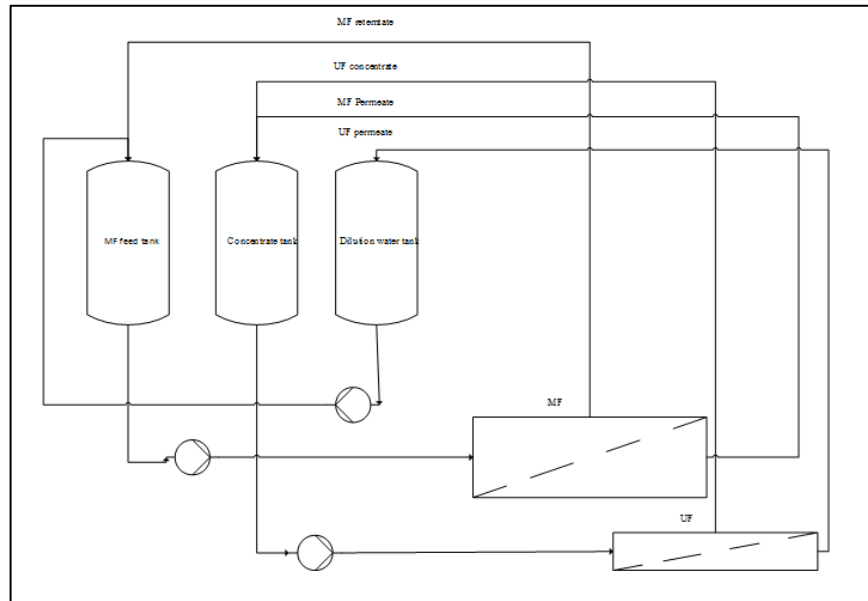 MF retentate
UF concentrate
MF Permeate
UF permeate
MF feed tank
Concentrate tank
Dilution water tank
MF
UF